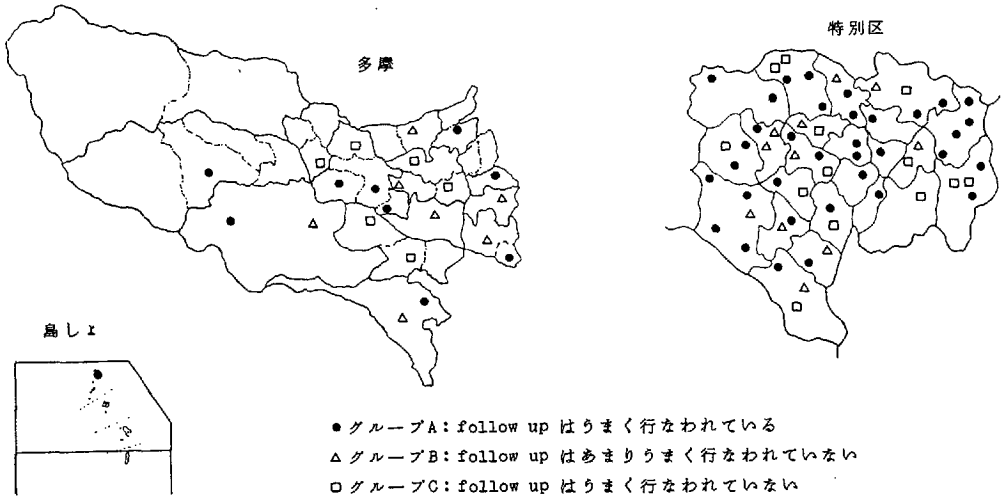 特別区
多摩
島しょ
● グループA: follow up はうまく行なわれている
△ グループB: follow up はあまりうまく行なわれていない
□ グループC: follow up はうまく行なわれていない